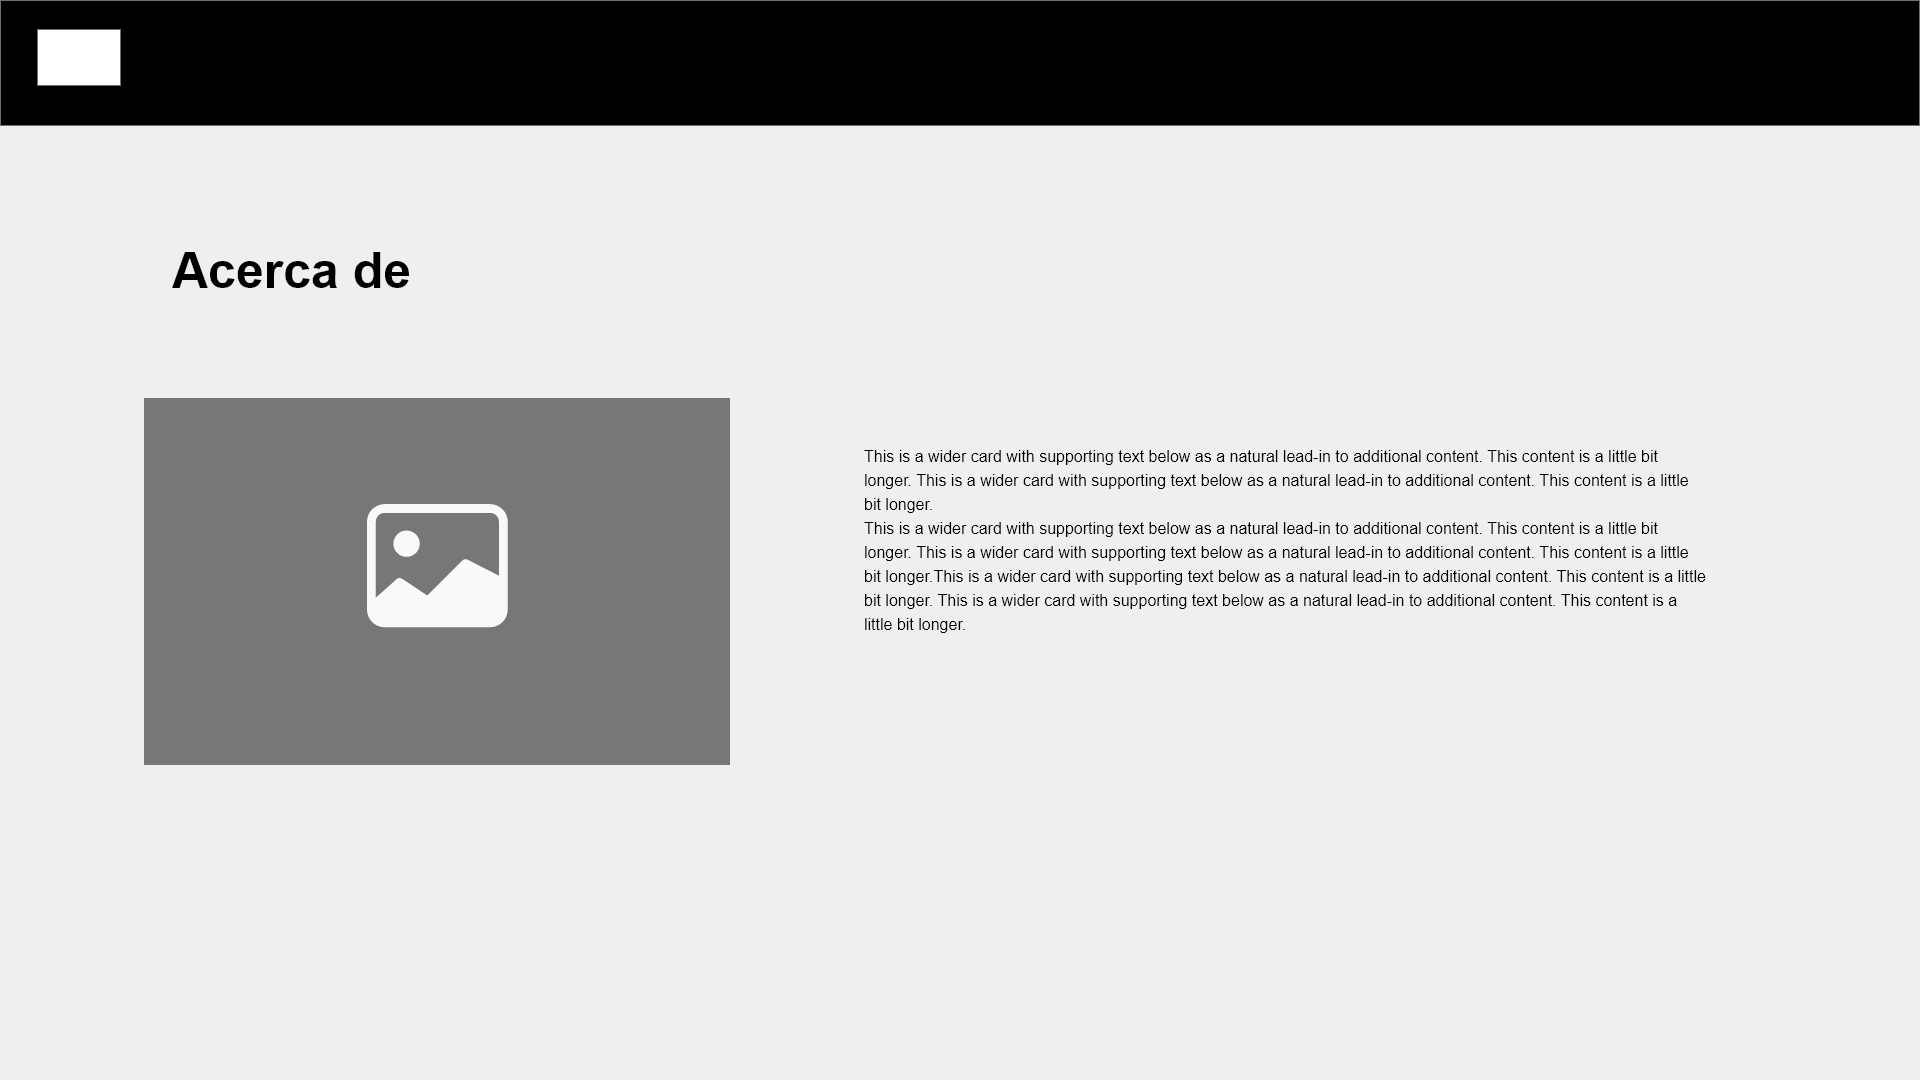 Acerca de
This is a wider card with supporting text below as a natural lead-in to additional content. This content is a little bit
longer. This is a wider card with supporting text below as a natural lead-in to additional content. This content is a little
bit longer.
This is a wider card with supporting text below as a natural lead-in to additional content. This content is a little bit
longer. This is a wider card with supporting text below as a natural lead-in to additional content. This content is a little
bit longer.This is a wider card with supporting text below as a natural lead-in to additional content. This content is a little
bit longer. This is a wider card with supporting text below as a natural lead-in to additional content. This content is a
little bit longer.